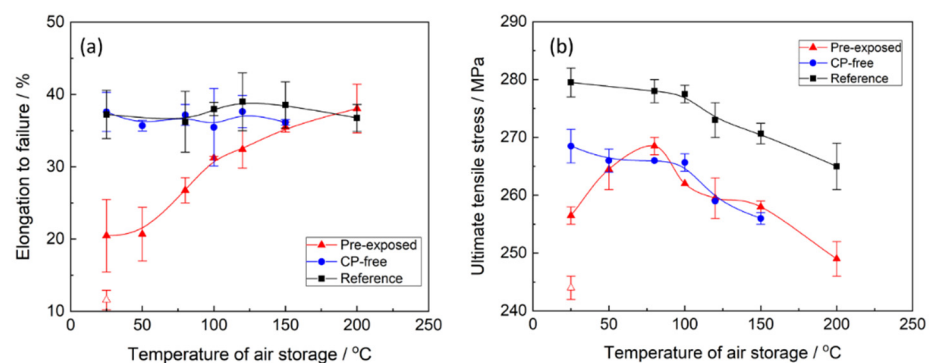 (a)
Elongation to failure / %
50
40
30
20
10
Pre-exposed
CP-free
Reference
0 50 100 150 200 250
Temperature of air storage / °C
(b)
Ultimate tensile stress / MPa
290
280
270
260
250
240
Pre-exposed
CP-free
Reference
0 50 100 150 200 250
Temperature of air storage / °C